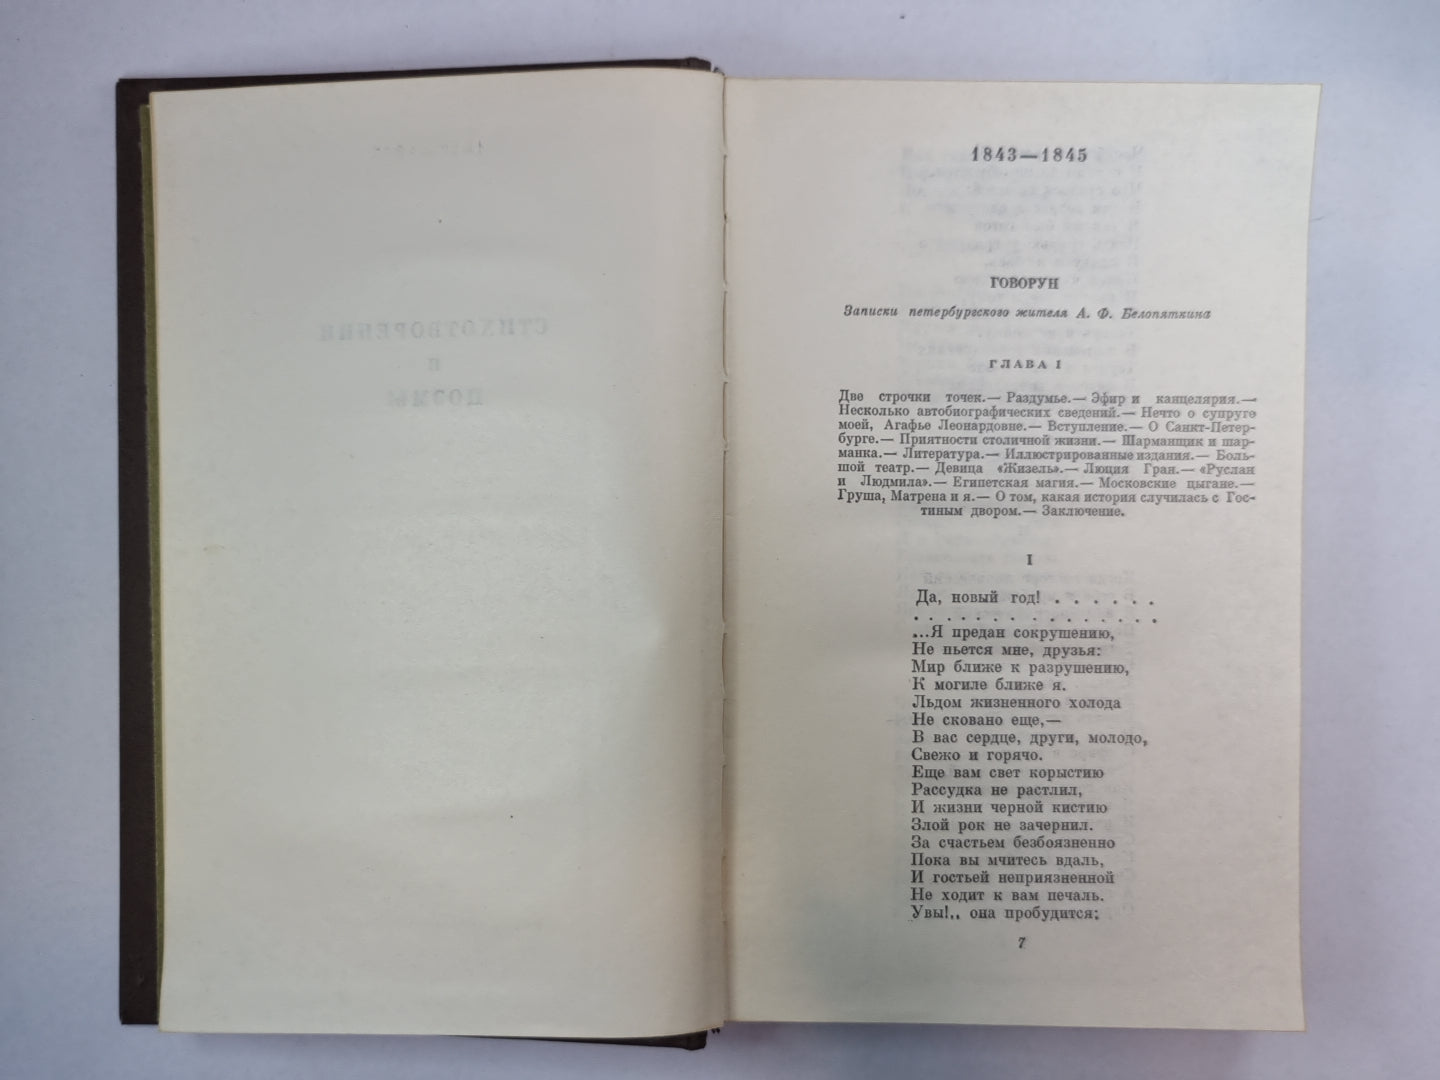 1843—1845
ГОВОРУН
Записки петербургского жителя А. Ф. Белопяткина
ГЛАВА I
Две строчки точек.— Раздумье.— Эфир и канцелярия.—
Несколько автобиографических сведений.— Нечто о супруге
моей, Агафье Леонардовне.— Вступление.— О Санкт-Петер-
бурге.— Приятности столичной жизни.— Шарманщик и шар-
манка.— Литература.— Иллюстрированные издания.— Боль-
шой театр.— Девица «Жизель».— Люция Гран.— «Руслан
и Людмила».— Египетская магия.— Московские цыгане.—
Груша, Матрена и я.— О том, какая история случилась с Гос-
тиным двором.— Заключение.
I
Да, новый год! . . . . . .
. . . . . . . . . . . . . .
...Я предан сокрушению,
Не пьется мне, друзья:
Мир ближе к разрушению,
К могиле ближе я.
Льдом жизненного холода
Не сковано еще,—
В вас сердце, други, молодо,
Свежо и горячо.
Еще вам свет корыстию
Рассудка не растлил,
И жизни черной кистию
Злой рок не зачернил.
За счастьем безбоязненно
Пока вы мчитесь вдаль,
И гостьей неприязненной
Не ходит к вам печаль.
Увы!.. она пробудится:
7